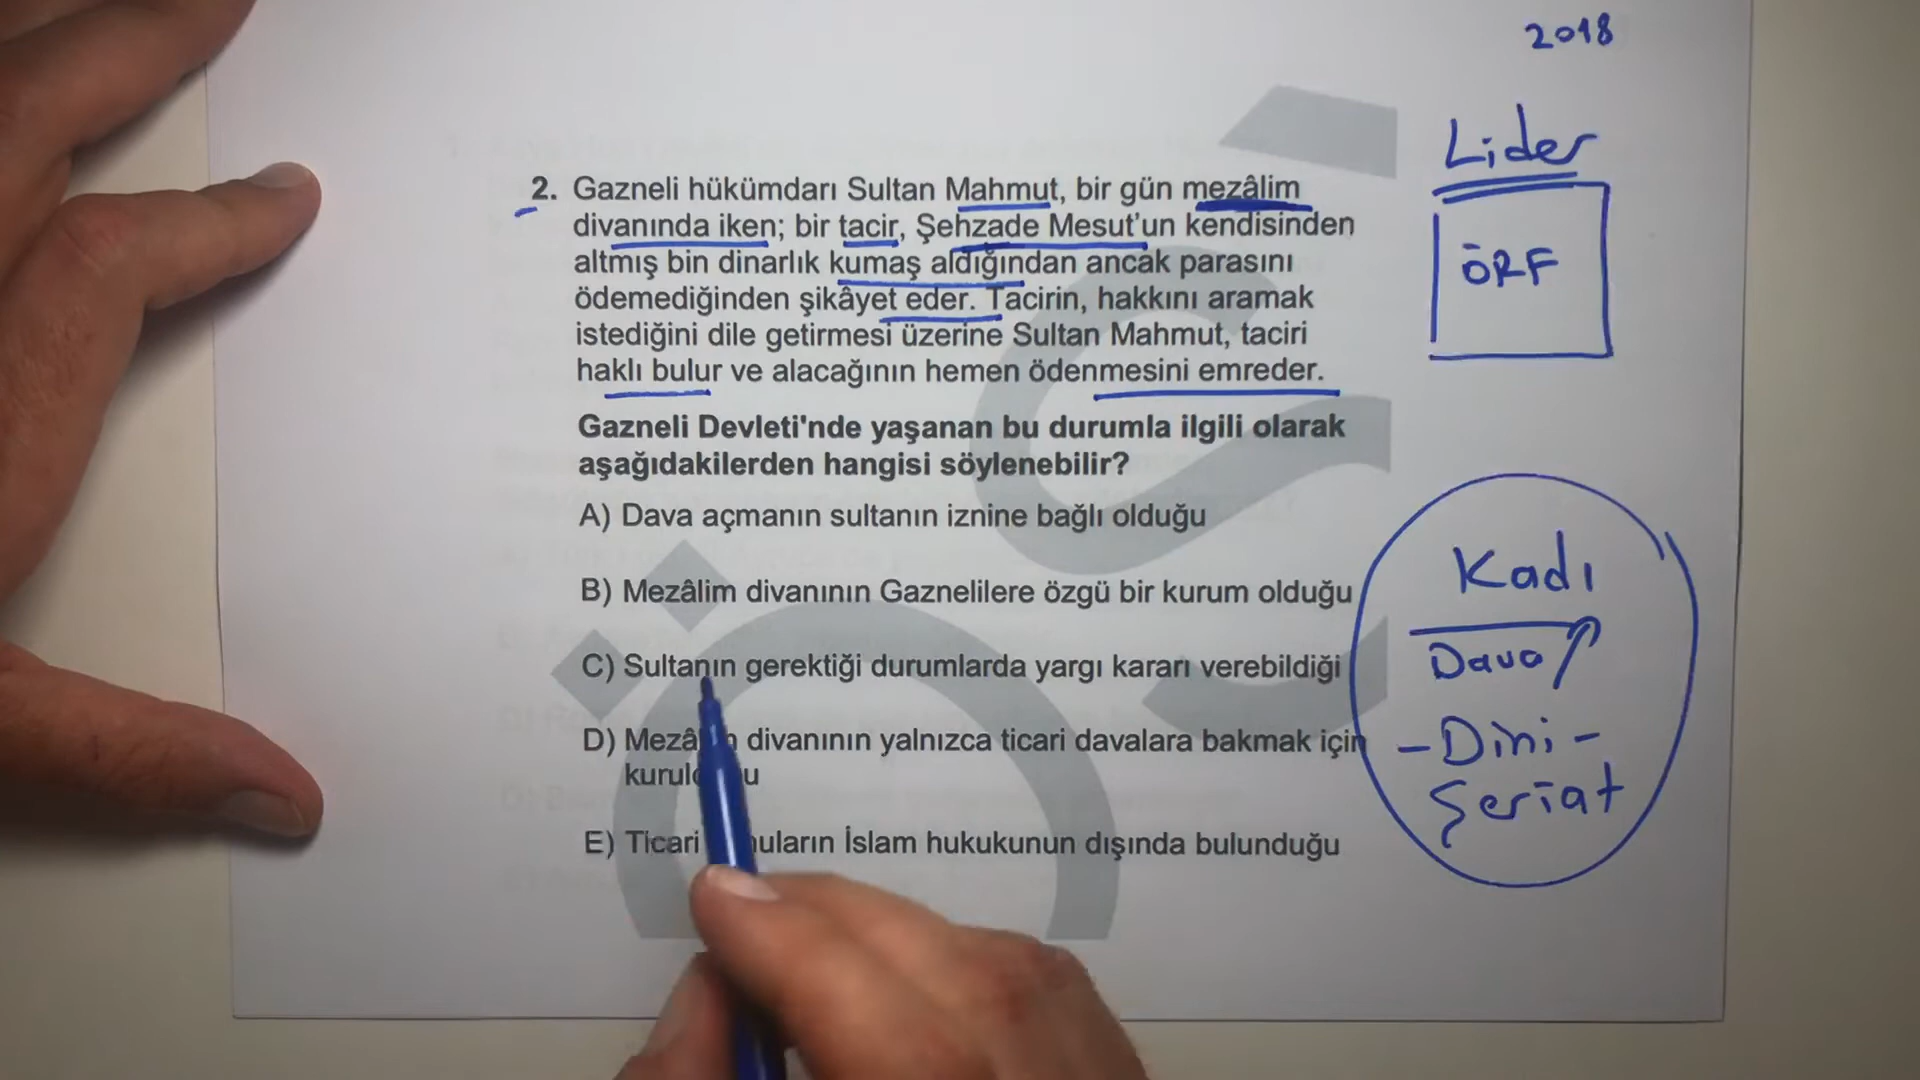 2018
Lider
ÖRF
2. Gazneli hükümdarı Sultan Mahmut, bir gün mezâlim
divanında iken; bir tacir, Şehzade Mesut'un kendisinden
altmış bin dinarlık kumaş aldığından ancak parasını
ödemediğinden şikâyet eder. Tacirin, hakkını aramak
istediğini dile getirmesi üzerine Sultan Mahmut, taciri
haklı bulur ve alacağının hemen ödenmesini emreder.
Gazneli Devleti'nde yaşanan bu durumla ilgili olarak
aşağıdakilerden hangisi söylenebilir?
A) Dava açmanın sultanın iznine bağlı olduğu
B) Mezâlim divanının Gaznelilere özgü bir kurum olduğu
C) Sultanın gerektiği durumlarda yargı kararı verebildiği
D) divanının yalnızca ticari davalara bakmak için
E) Ticari İslam hukukunun dışında bulunduğu
Kadı
Dava
-Dini-
Şeriat